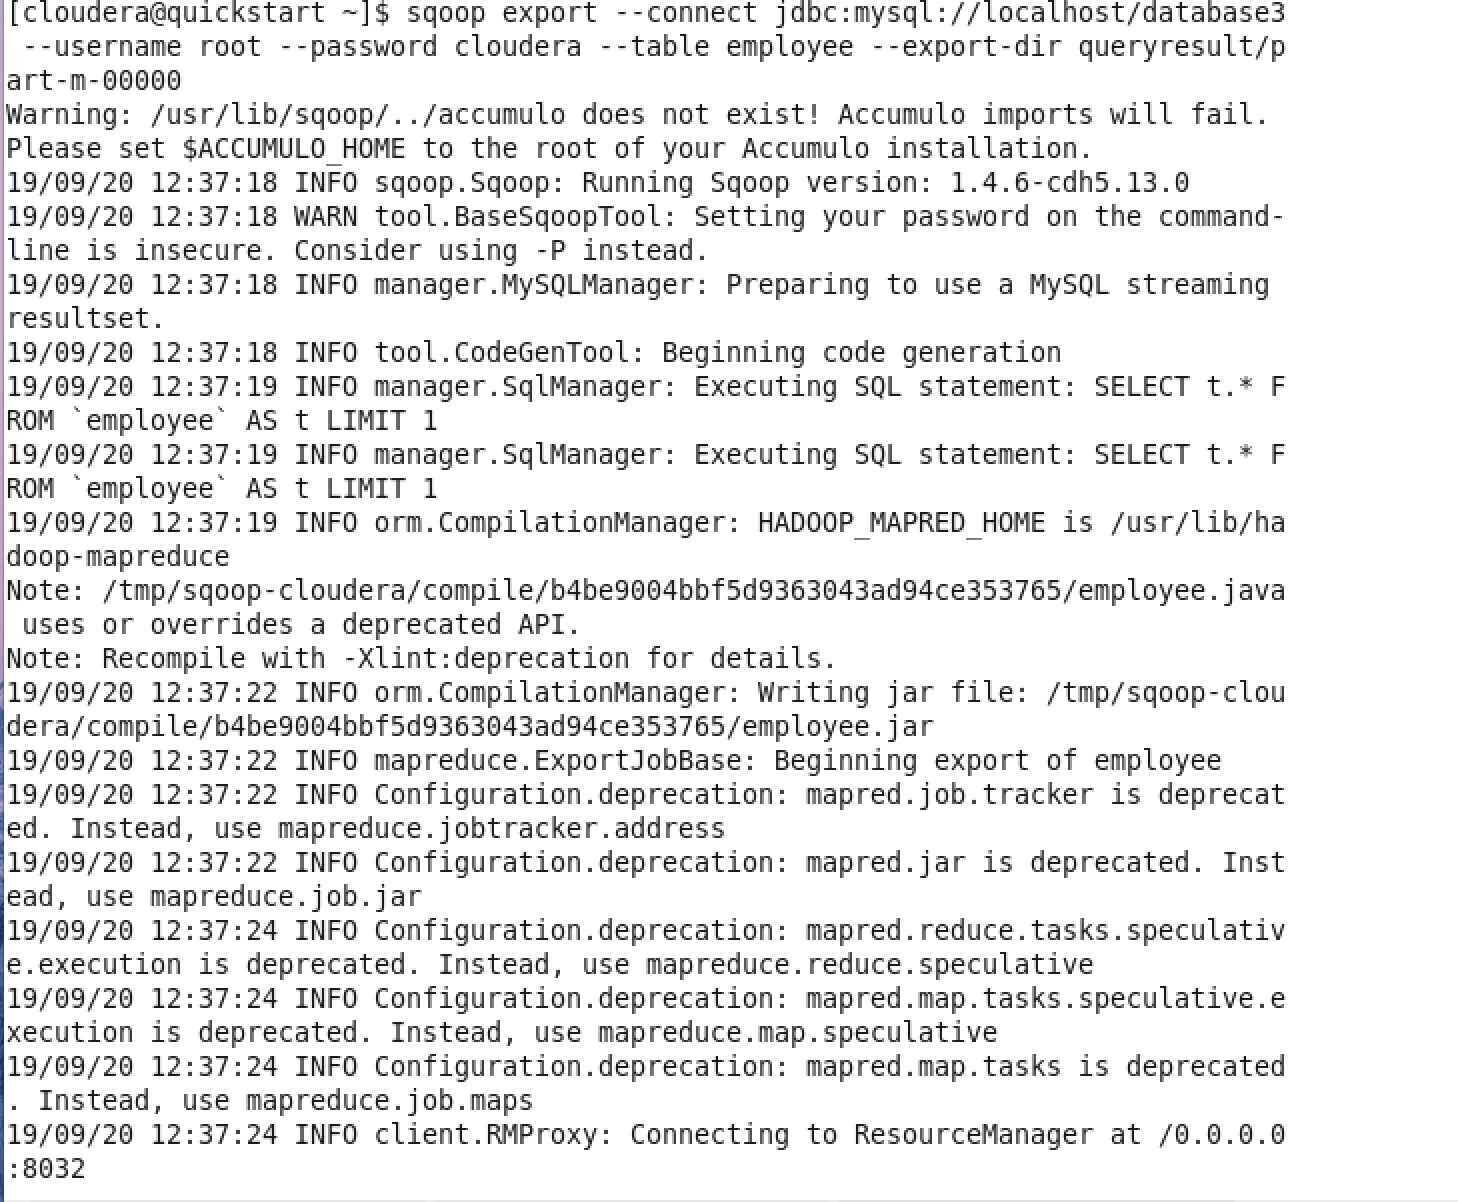 [cloudera@quickstart ~]$ sqoop export --connect jdbc:mysql://localhost/database3
 --username root --password cloudera --table employee --export-dir queryresult/p
art-m-00000
Warning: /usr/lib/sqoop/../accumulo does not exist! Accumulo imports will fail.
Please set $ACCUMULO_HOME to the root of your Accumulo installation.
19/09/20 12:37:18 INFO sqoop.Sqoop: Running Sqoop version: 1.4.6-cdh5.13.0
19/09/20 12:37:18 WARN tool.BaseSqoopTool: Setting your password on the command-
line is insecure. Consider using -P instead.
19/09/20 12:37:18 INFO manager.MySQLManager: Preparing to use a MySQL streaming
resultset.
19/09/20 12:37:18 INFO tool.CodeGenTool: Beginning code generation
19/09/20 12:37:19 INFO manager.SqlManager: Executing SQL statement: SELECT t.* F
ROM `employee` AS t LIMIT 1
19/09/20 12:37:19 INFO manager.SqlManager: Executing SQL statement: SELECT t.* F
ROM `employee` AS t LIMIT 1
19/09/20 12:37:19 INFO orm.CompilationManager: HADOOP_MAPRED_HOME is /usr/lib/ha
doop-mapreduce
Note: /tmp/sqoop-cloudera/compile/b4be9004bbf5d9363043ad94ce353765/employee.java
 uses or overrides a deprecated API.
Note: Recompile with -Xlint:deprecation for details.
19/09/20 12:37:22 INFO orm.CompilationManager: Writing jar file: /tmp/sqoop-clou
dera/compile/b4be9004bbf5d9363043ad94ce353765/employee.jar
19/09/20 12:37:22 INFO mapreduce.ExportJobBase: Beginning export of employee
19/09/20 12:37:22 INFO Configuration.deprecation: mapred.job.tracker is deprecat
ed. Instead, use mapreduce.jobtracker.address
19/09/20 12:37:22 INFO Configuration.deprecation: mapred.jar is deprecated. Inst
ead, use mapreduce.job.jar
19/09/20 12:37:24 INFO Configuration.deprecation: mapred.reduce.tasks.speculativ
e.execution is deprecated. Instead, use mapreduce.reduce.speculative
19/09/20 12:37:24 INFO Configuration.deprecation: mapred.map.tasks.speculative.e
xecution is deprecated. Instead, use mapreduce.map.speculative
19/09/20 12:37:24 INFO Configuration.deprecation: mapred.map.tasks is deprecated
. Instead, use mapreduce.job.maps
19/09/20 12:37:24 INFO client.RMProxy: Connecting to ResourceManager at /0.0.0.0
:8032